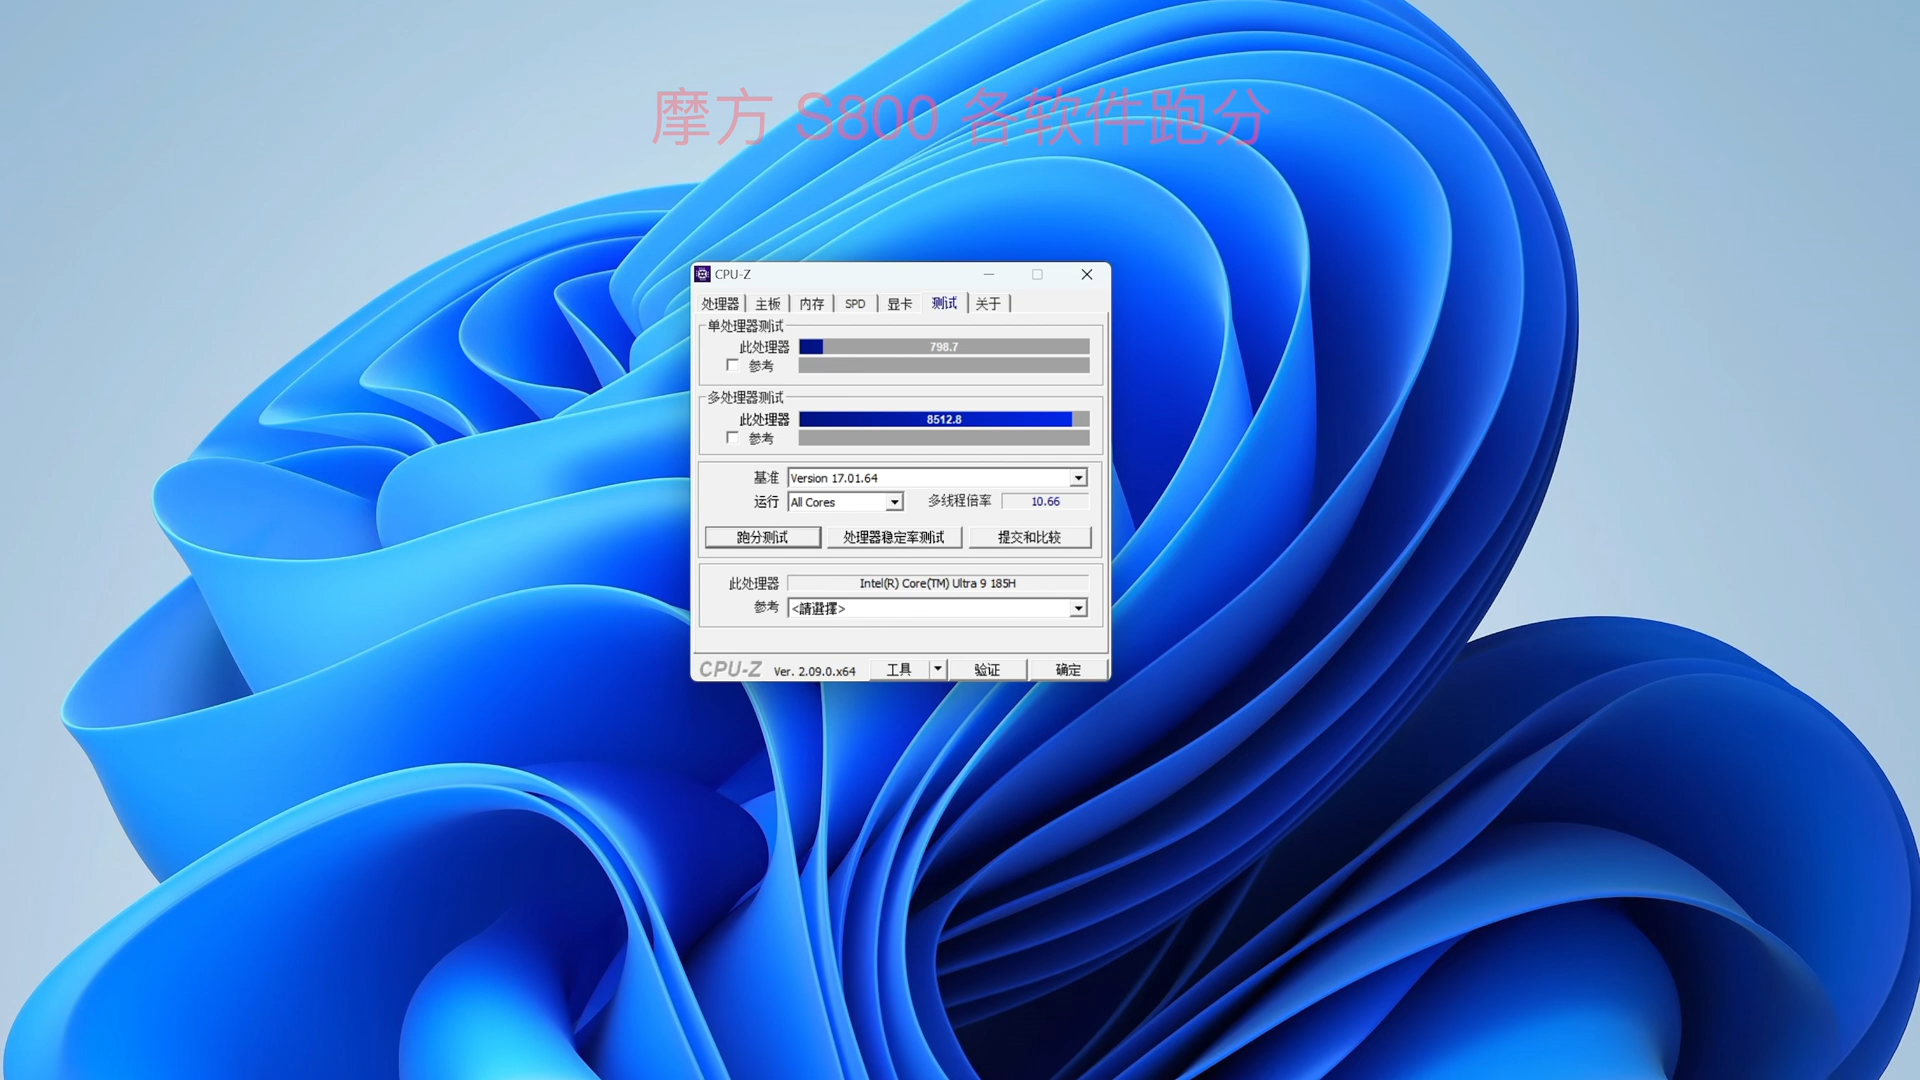 摩方 S800 各软件跑分
CPU-Z
处理器 主板 内存 SPD 显卡 测试 关于
单处理器测试
此处理器 798.7
参考
多处理器测试
此处理器 8512.8
参考
基准 Version 17.01.64
运行 All Cores 多线程倍率 10.66
跑分测试 处理器稳定率测试 提交和比较
此处理器 Intel(R) Core(TM) Ultra 9 185H
参考 <請選擇>
CPU-Z Ver. 2.09.0.x64 工具 验证 确定